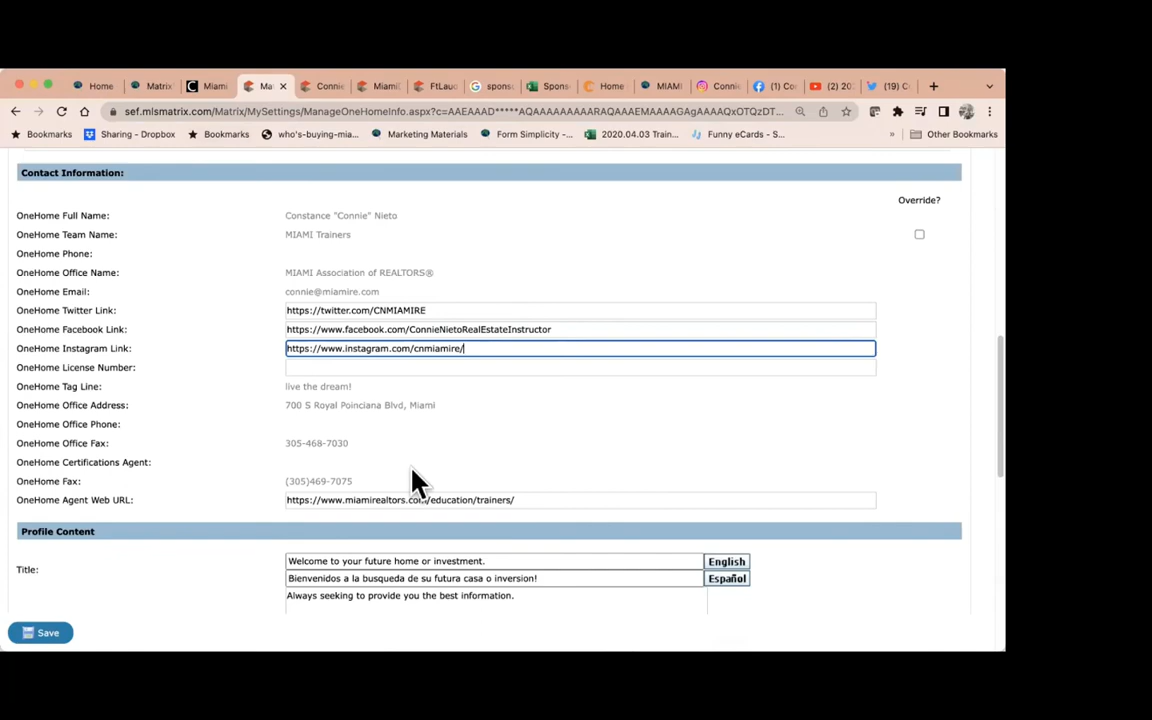 Home Matrix Miami Ma Connie MiamiD FtLaud sponso Sponso Home MIAMI Conni (1) Co (2) 20: (19) C
sef.mlsmatrix.com/Matrix/MySettings/ManageOneHomeInfo.aspx?c=AAEAAAD*****AQAAAAAAAAARAQAAAEMAAAAGAgAAAAQxOTQzDT...
Bookmarks Sharing - Dropbox Bookmarks who's-buying-mia... Marketing Materials Form Simplicity -... 2020.04.03 Train... Funny eCards - S... » Other Bookmarks
Contact Information:
Override?
OneHome Full Name: Constance "Connie" Nieto
OneHome Team Name: MIAMI Trainers
OneHome Phone:
OneHome Office Name: MIAMI Association of REALTORS®
OneHome Email: connie@miamire.com
OneHome Twitter Link: https://twitter.com/CNMIAMIRE
OneHome Facebook Link: https://www.facebook.com/ConnieNietoRealEstateInstructor
OneHome Instagram Link: https://www.instagram.com/cnmiamire/
OneHome License Number:
OneHome Tag Line: live the dream!
OneHome Office Address: 700 S Royal Poinciana Blvd, Miami
OneHome Office Phone:
OneHome Office Fax: 305-468-7030
OneHome Certifications Agent:
OneHome Fax: (305)469-7075
OneHome Agent Web URL: https://www.miamirealtors.com/education/trainers/
Profile Content
Title: Welcome to your future home or investment. English
Bienvenidos a la busqueda de su futura casa o inversion! Español
Always seeking to provide you the best information.
Save